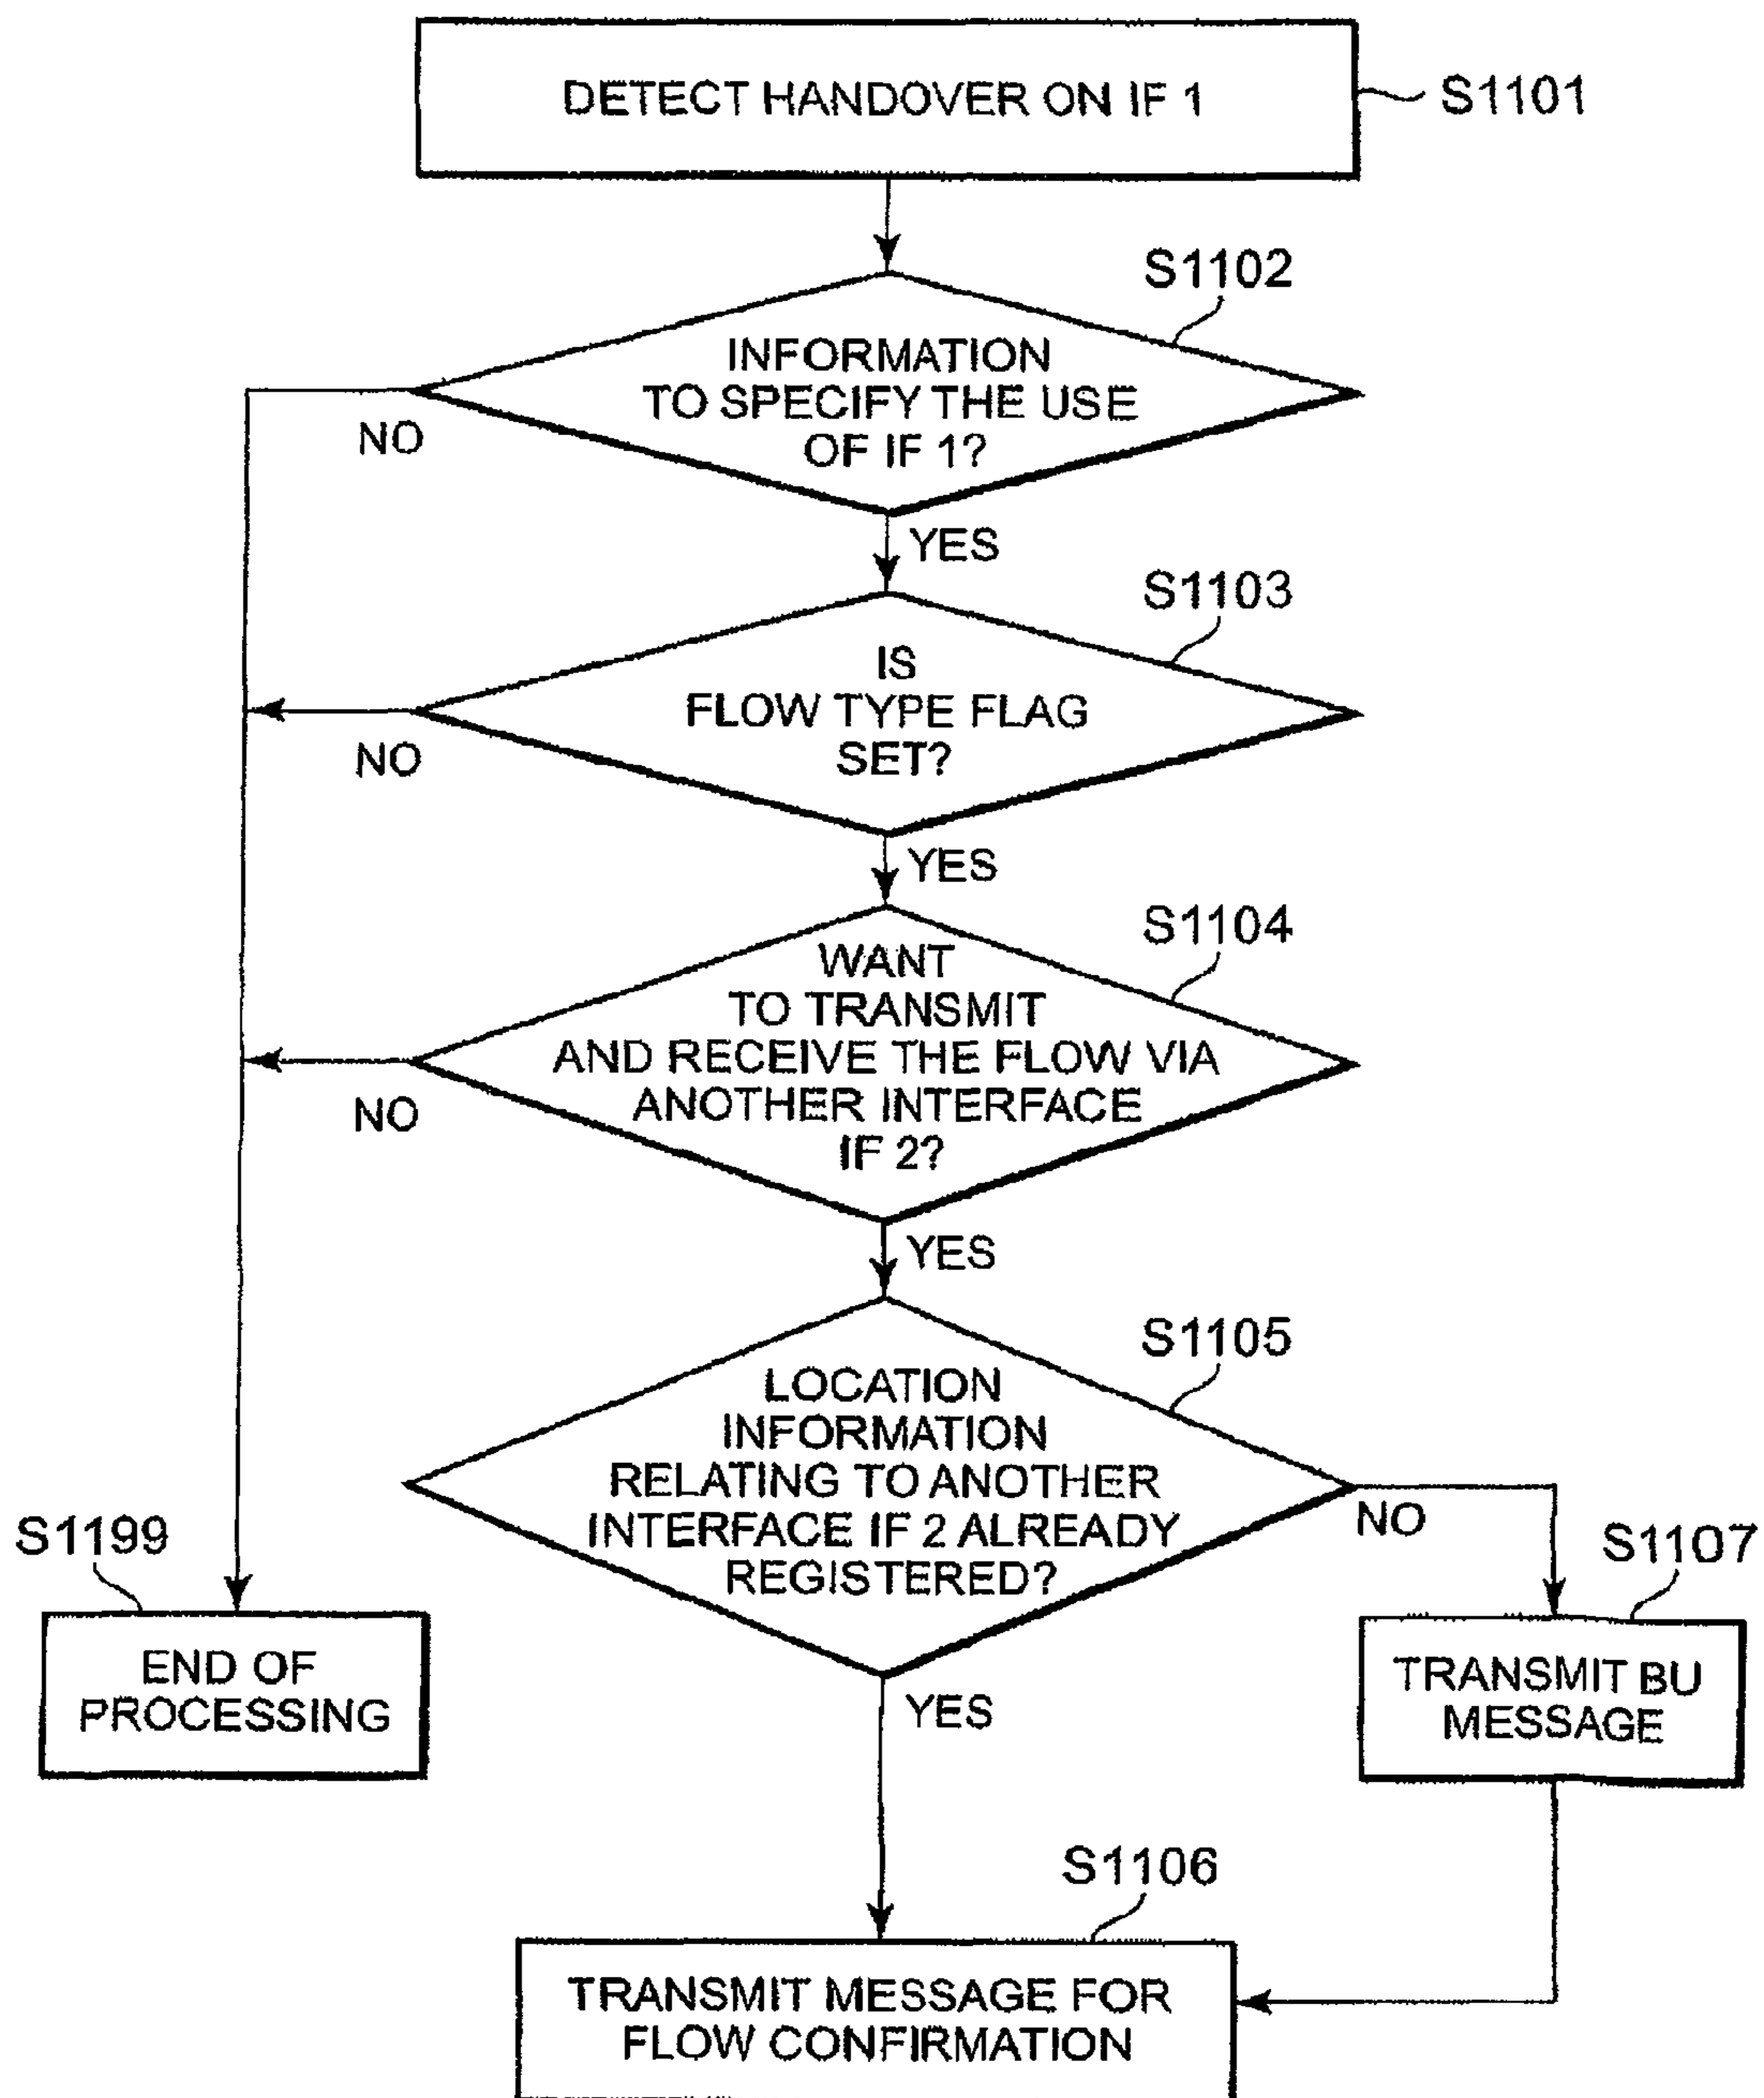 DETECT HANDOVER ON IF 1
S1101
S1102
INFORMATION
TO SPECIFY THE USE
OF IF 1?
NO
YES
S1103
IS
FLOW TYPE FLAG
SET?
NO
YES
S1104
WANT
TO TRANSMIT
AND RECEIVE THE FLOW VIA
ANOTHER INTERFACE
IF 2?
NO
YES
S1105
LOCATION
INFORMATION
RELATING TO ANOTHER
INTERFACE IF 2 ALREADY
REGISTERED?
NO
YES
S1199
END OF
PROCESSING
S1107
TRANSMIT BU
MESSAGE
S1106
TRANSMIT MESSAGE FOR
FLOW CONFIRMATION